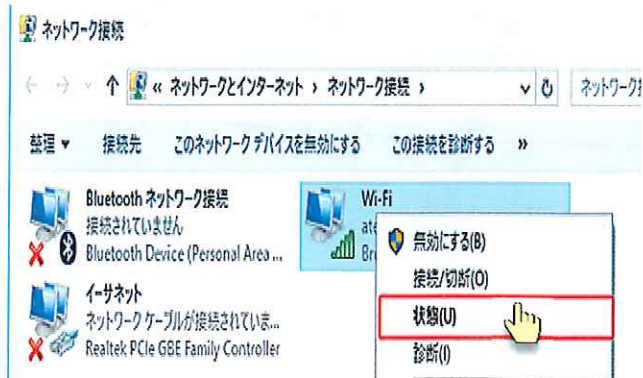 ネットワーク接続
« ネットワークとインターネット › ネットワーク接続 ›
ネットワーク
整理 接続先 このネットワーク デバイスを無効にする この接続を診断する »
Bluetooth ネットワーク接続
接続されていません
Bluetooth Device (Personal Area ...
Wi-Fi
ate
Bro
イーサネット
ネットワーク ケーブルが接続されていま...
Realtek PCIe GBE Family Controller
無効にする(B)
接続/切断(O)
状態(U)
診断(I)